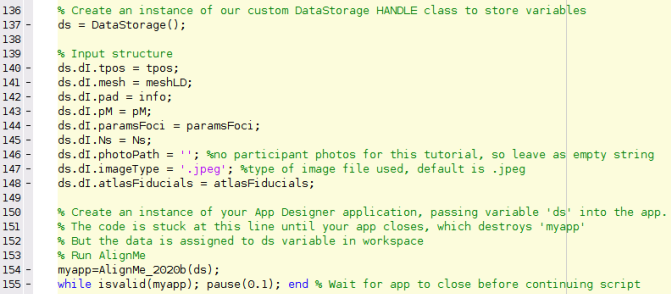 136 % Create an instance of our custom DataStorage HANDLE class to store variables
137 - ds = DataStorage();
138
139 % Input structure
140 - ds.dI.tpos = tpos;
141 - ds.dI.mesh = meshLD;
142 - ds.dI.pad = info;
143 - ds.dI.pM = pM;
144 - ds.dI.paramsFoci = paramsFoci;
145 - ds.dI.Ns = Ns;
146 - ds.dI.photoPath = ''; %no participant photos for this tutorial, so leave as empty string
147 - ds.dI.imageType = '.jpeg'; %type of image file used, default is .jpeg
148 - ds.dI.atlasFiducials = atlasFiducials;
149
150 % Create an instance of your App Designer application, passing variable 'ds' into the app.
151 % The code is stuck at this line until your app closes, which destroys 'myapp'
152 % But the data is assigned to ds variable in workspace
153 % Run AlignMe
154 - myapp=AlignMe_2020b(ds);
155 - while isvalid(myapp); pause(0.1); end % Wait for app to close before continuing script